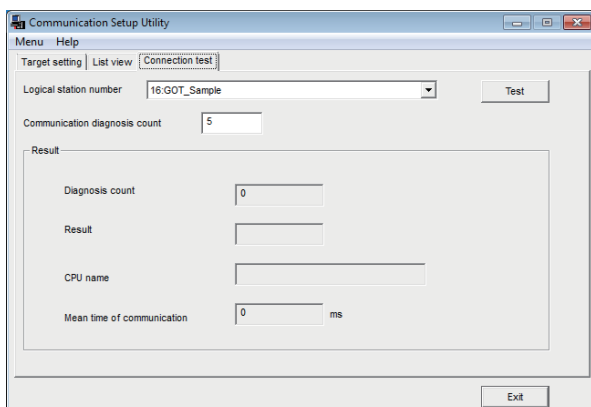 Communication Setup Utility
Menu Help
Target setting List view Connection test
Logical station number 16:GOT_Sample Test
Communication diagnosis count 5
Result
Diagnosis count 0
Result
CPU name
Mean time of communication 0 ms
Exit